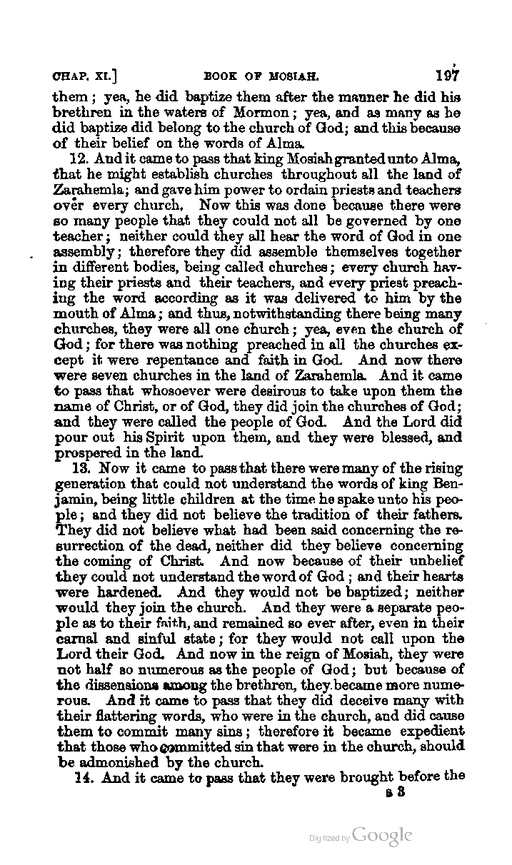 CHAP. XI.] BOOK OF MOSIAH. 197
them; yea, he did baptize them after the manner he did his
brethren in the waters of Mormon; yea, and as many as he
did baptize did belong to the church of God; and this because
of their belief on the words of Alma.
12. And it came to pass that king Mosiah granted unto Alma,
that he might establish churches throughout all the land of
Zarahemla; and gave him power to ordain priests and teachers
over every church. Now this was done because there were
so many people that they could not all be governed by one
teacher; neither could they all hear the word of God in one
assembly; therefore they did assemble themselves together
in different bodies, being called churches; every church hav-
ing their priests and their teachers, and every priest preach-
ing the word according as it was delivered to him by the
mouth of Alma; and thus, notwithstanding there being many
churches, they were all one church; yea, even the church of
God; for there was nothing preached in all the churches ex-
cept it were repentance and faith in God. And now there
were seven churches in the land of Zarahemla. And it came
to pass that whosoever were desirous to take upon them the
name of Christ, or of God, they did join the churches of God;
and they were called the people of God. And the Lord did
pour out his Spirit upon them, and they were blessed, and
prospered in the land.
13. Now it came to pass that there were many of the rising
generation that could not understand the words of king Ben-
jamin, being little children at the time he spake unto his peo-
ple; and they did not believe the tradition of their fathers.
They did not believe what had been said concerning the re-
surrection of the dead, neither did they believe concerning
the coming of Christ. And now because of their unbelief
they could not understand the word of God; and their hearts
were hardened. And they would not be baptized; neither
would they join the church. And they were a separate peo-
ple as to their faith, and remained so ever after, even in their
carnal and sinful state; for they would not call upon the
Lord their God. And now in the reign of Mosiah, they were
not half so numerous as the people of God; but because of
the dissensions among the brethren, they became more nume-
rous. And it came to pass that they did deceive many with
their flattering words, who were in the church, and did cause
them to commit many sins; therefore it became expedient
that those who committed sin that were in the church, should
be admonished by the church.
14. And it came to pass that they were brought before the
s 3
Digitized by Google